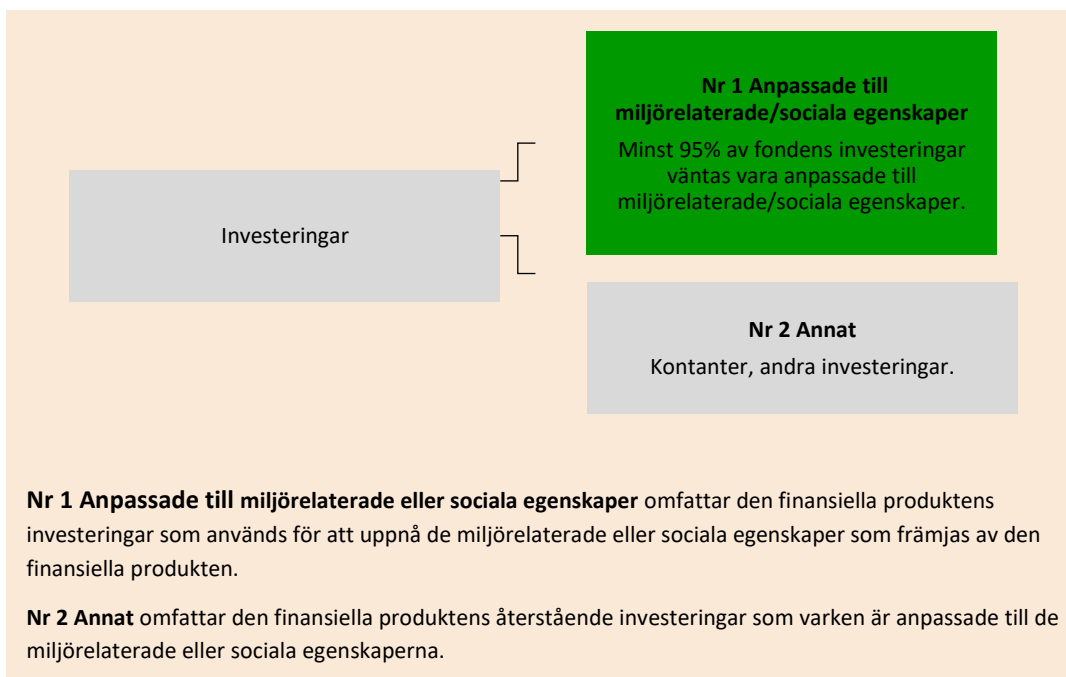 Nr 1 Anpassade till
miljörelaterade/sociala egenskaper
Minst 95% av fondens investeringar
väntas vara anpassade till
miljörelaterade/sociala egenskaper.
Investeringar
Nr 2 Annat
Kontanter, andra investeringar.
Nr 1 Anpassade till miljörelaterade eller sociala egenskaper omfattar den finansiella produktens
investeringar som används för att uppnå de miljörelaterade eller sociala egenskaper som främjas av den
finansiella produkten.
Nr 2 Annat omfattar den finansiella produktens återstående investeringar som varken är anpassade till de
miljörelaterade eller sociala egenskaperna.